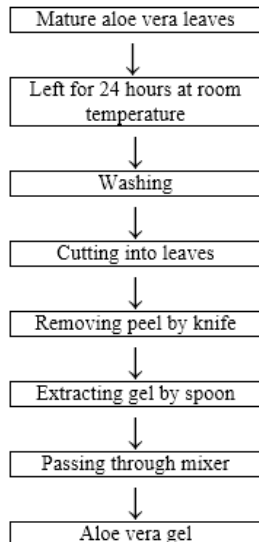 Mature aloe vera leaves
Left for 24 hours at room
temperature
Washing
Cutting into leaves
Removing peel by knife
Extracting gel by spoon
Passing through mixer
Aloe vera gel